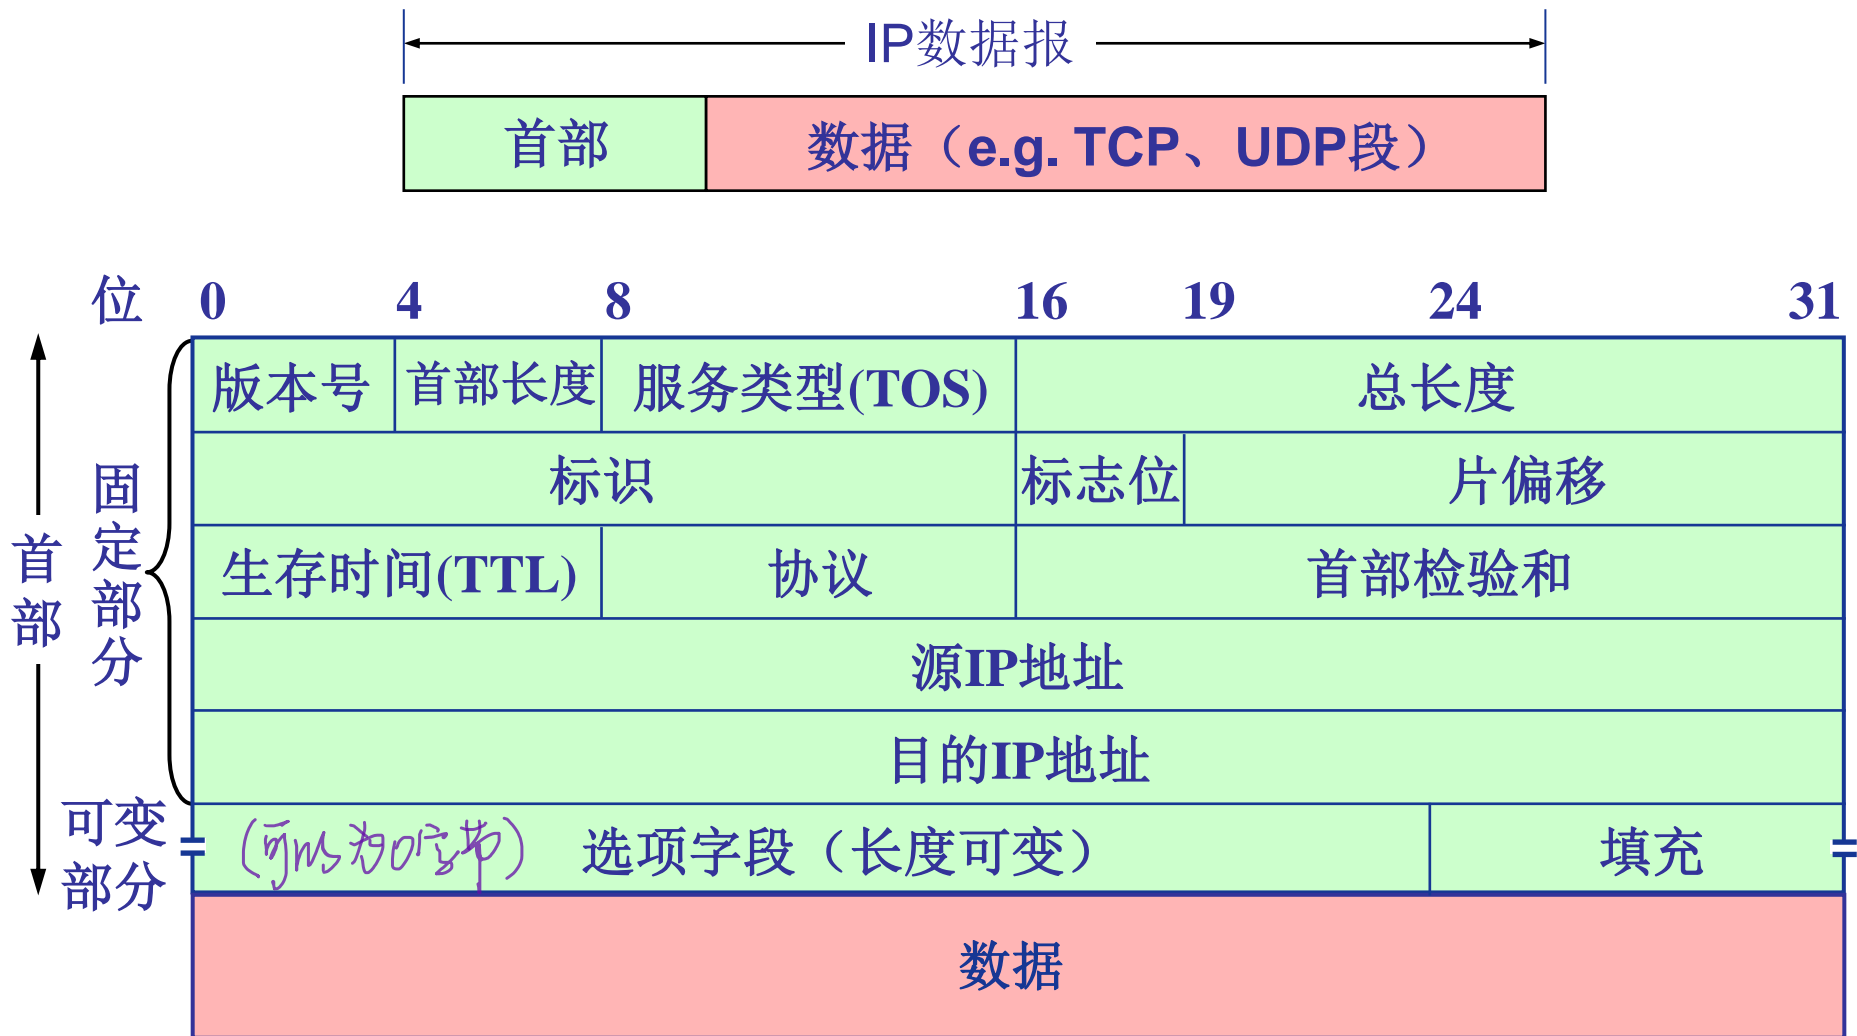 IP数据报
首部 数据（e.g. TCP、UDP段）
位 0 4 8 16 19 24 31
版本号 首部长度 服务类型(TOS) 总长度
标识 标志位 片偏移
生存时间(TTL) 协议 首部检验和
源IP地址
目的IP地址
(可以为0字节) 选项字段（长度可变） 填充
数据
首部
固定部分
可变
部分